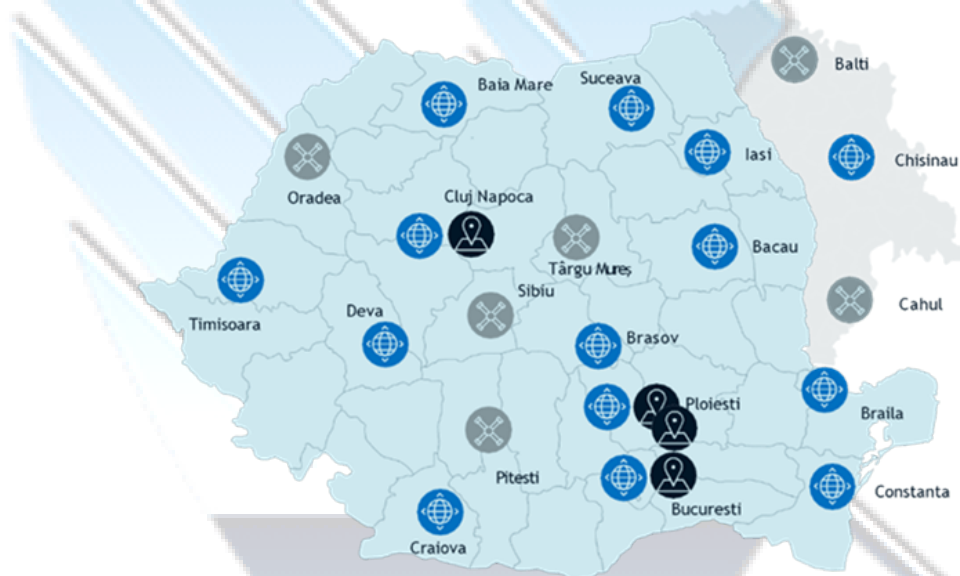 Balti
Baia Mare
Suceava
Iasi
Chisinau
Oradea
Cluj Napoca
Bacau
Târgu Mureș
Sibiu
Cahul
Timisoara
Deva
Brasov
Ploiesti
Braila
Pitesti
Constanta
Bucuresti
Craiova